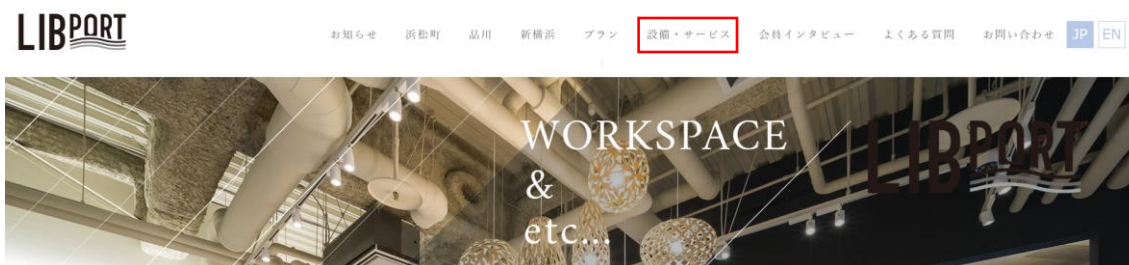 LIBPORT
お知らせ 浜松町 品川 新横浜 プラン 設備・サービス 会員インタビュー よくある質問 お問い合わせ JP EN
WORKSPACE
&
etc...
LIBPORT